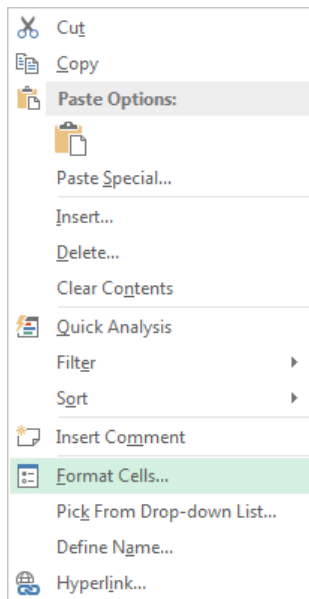 Cut
Copy
Paste Options:
Paste Special...
Insert...
Delete...
Clear Contents
Quick Analysis
Filter
Sort
Insert Comment
Format Cells...
Pick From Drop-down List...
Define Name...
Hyperlink...